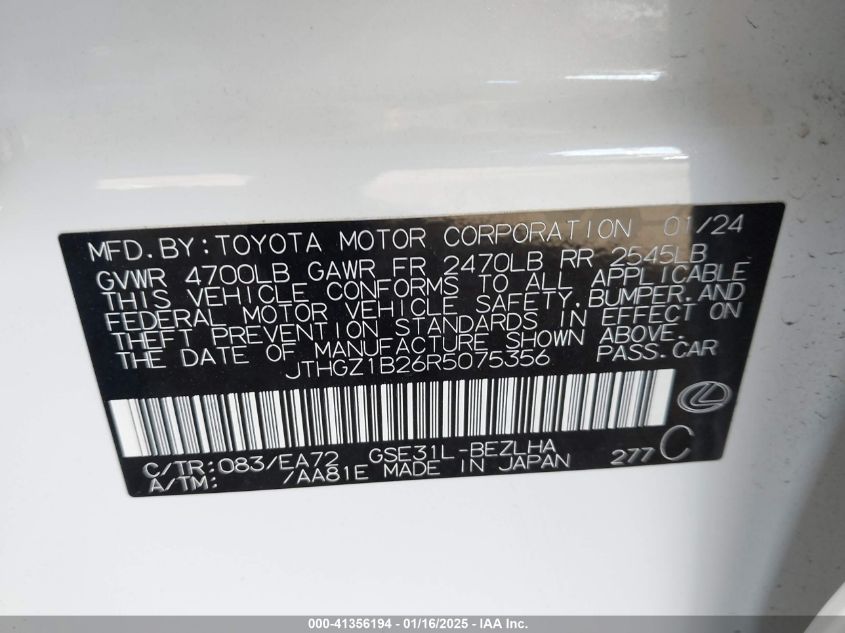 MFD.BY:TOYOTA MOTOR CORPORATION 01/24
GVWR 4700LB GAWR FR 2470LB RR 2545LB
THIS VEHICLE CONFORMS TO ALL APPLICABLE
FEDERAL MOTOR VEHICLE SAFETY,BUMPER,AND
THEFT PREVENTION STANDARDS IN EFFECT ON
THE DATE OF MANUFACTURE SHOWN ABOVE.
JTHGZ1B26R5075356 PASS.CAR
C/TR:083/EA72 GSE31L-BEZLHA 277 C
A/TM: /AA81E MADE IN JAPAN
000-41356194 - 01/16/2025 - IAA Inc.